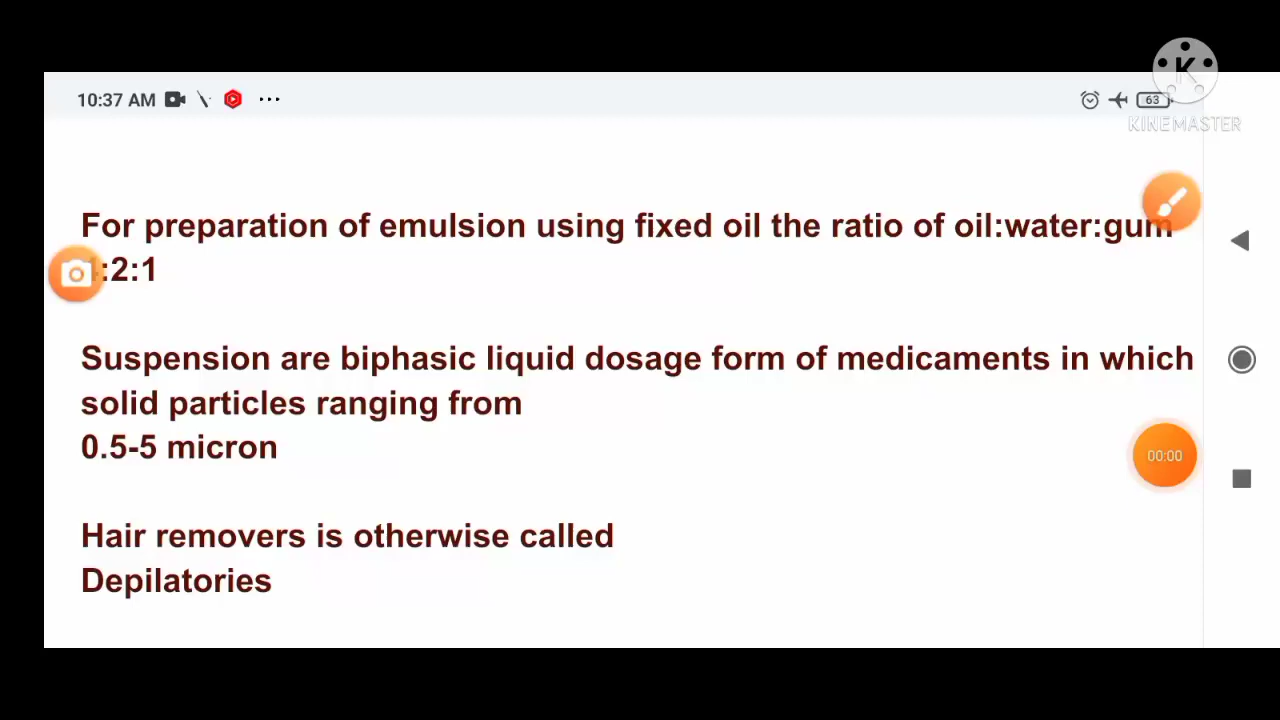 10:37 AM
63
KINEMASTER
For preparation of emulsion using fixed oil the ratio of oil:water:gum
:2:1
Suspension are biphasic liquid dosage form of medicaments in which
solid particles ranging from
0.5-5 micron
00:00
Hair removers is otherwise called
Depilatories